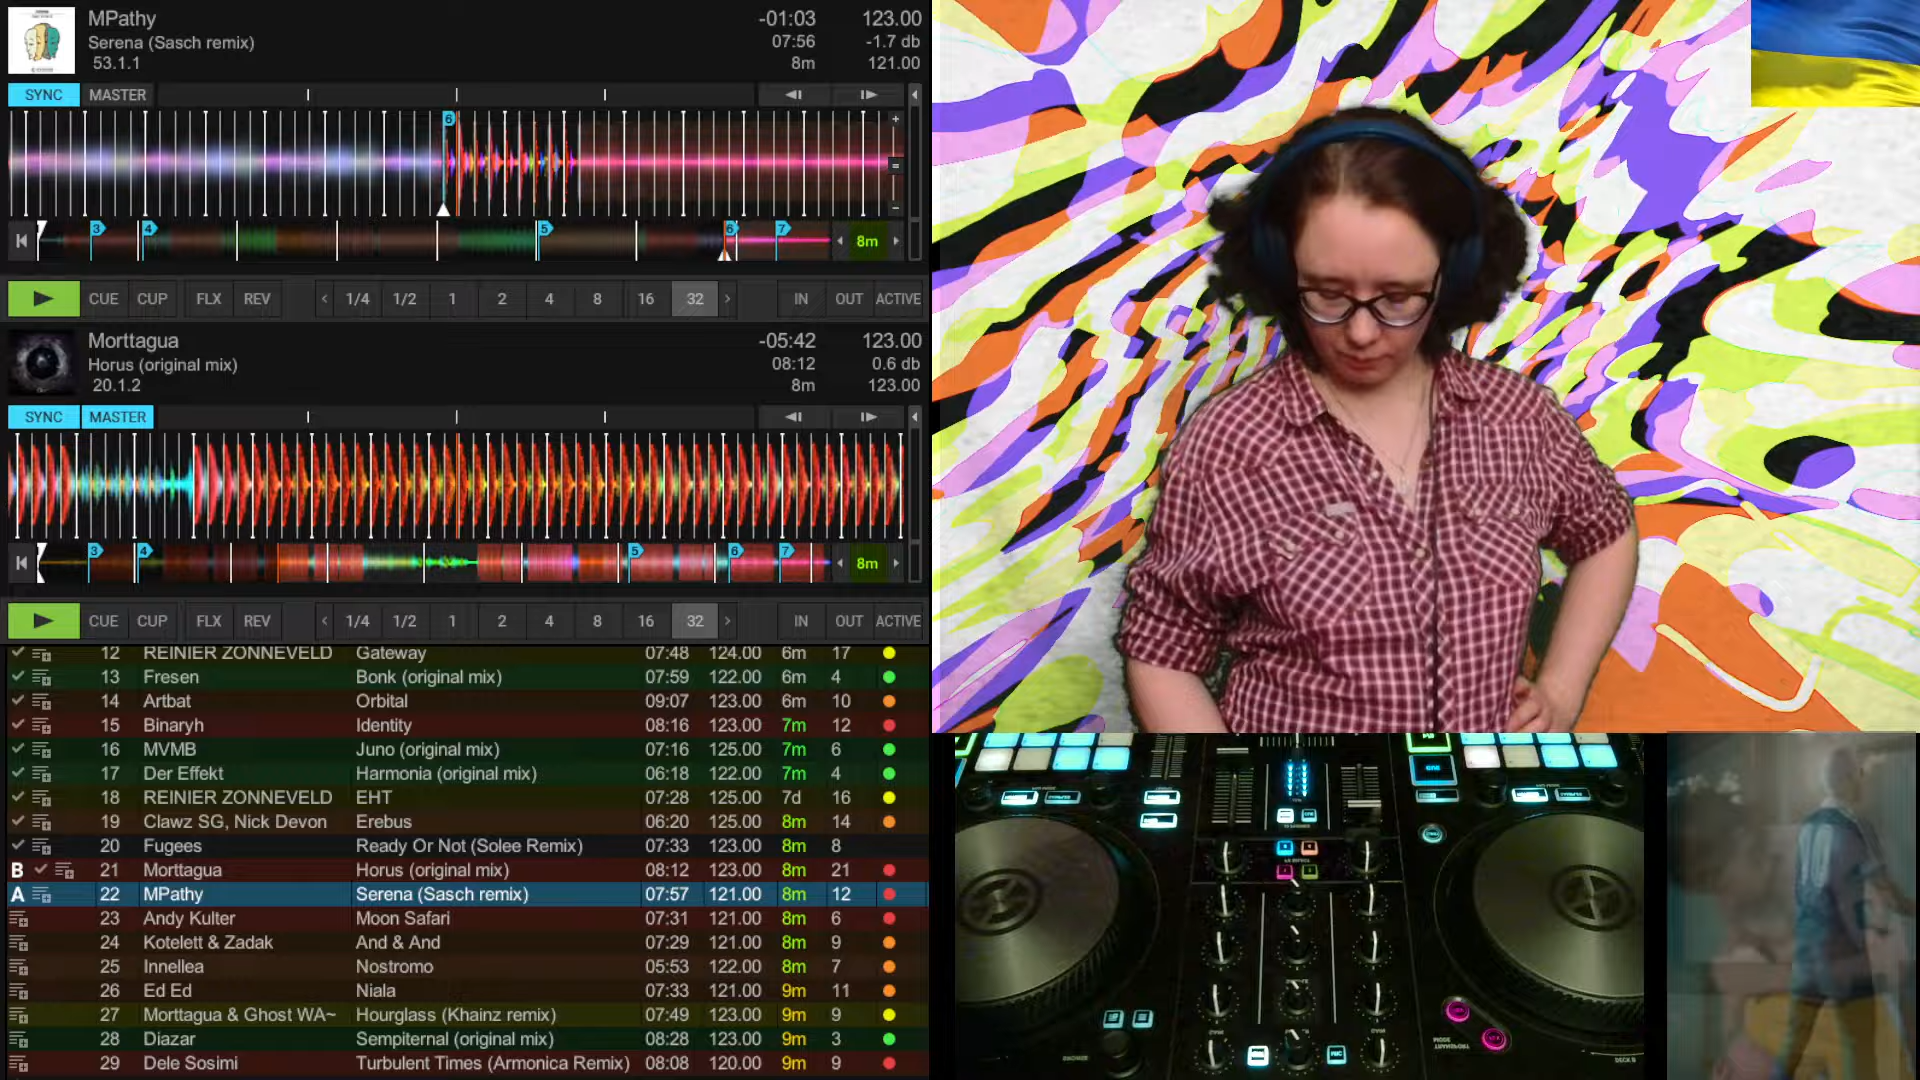 MPathy -01:03 123.00
Serena (Sasch remix) 07:56 -1.7 db
53.1.1 8m 121.00
SYNC MASTER
6
3 4 5 6 7 8m
CUE CUP FLX REV 1/4 1/2 1 2 4 8 16 32 IN OUT ACTIVE
Morttagua -05:42 123.00
Horus (original mix) 08:12 0.6 db
20.1.2 8m 123.00
SYNC MASTER
3 4 5 6 7 8m
CUE CUP FLX REV 1/4 1/2 1 2 4 8 16 32 IN OUT ACTIVE
12 REINIER ZONNEVELD Gateway 07:48 124.00 6m 17
13 Fresen Bonk (original mix) 07:59 122.00 6m 4
14 Artbat Orbital 09:07 123.00 6m 10
15 Binaryh Identity 08:16 123.00 7m 12
16 MVMB Juno (original mix) 07:16 125.00 7m 6
17 Der Effekt Harmonia (original mix) 06:18 122.00 7m 4
18 REINIER ZONNEVELD EHT 07:28 125.00 7d 16
19 Clawz SG, Nick Devon Erebus 06:20 125.00 8m 14
20 Fugees Ready Or Not (Solee Remix) 07:33 123.00 8m 8
B 21 Morttagua Horus (original mix) 08:12 123.00 8m 21
A 22 MPathy Serena (Sasch remix) 07:57 121.00 8m 12
23 Andy Kulter Moon Safari 07:31 121.00 8m 6
24 Kotelett & Zadak And & And 07:29 121.00 8m 9
25 Innellea Nostromo 05:53 122.00 8m 7
26 Ed Ed Niala 07:33 121.00 9m 11
27 Morttagua & Ghost WA~ Hourglass (Khainz remix) 07:49 123.00 9m 9
28 Diazar Sempiternal (original mix) 08:28 123.00 9m 3
29 Dele Sosimi Turbulent Times (Armonica Remix) 08:08 120.00 9m 9